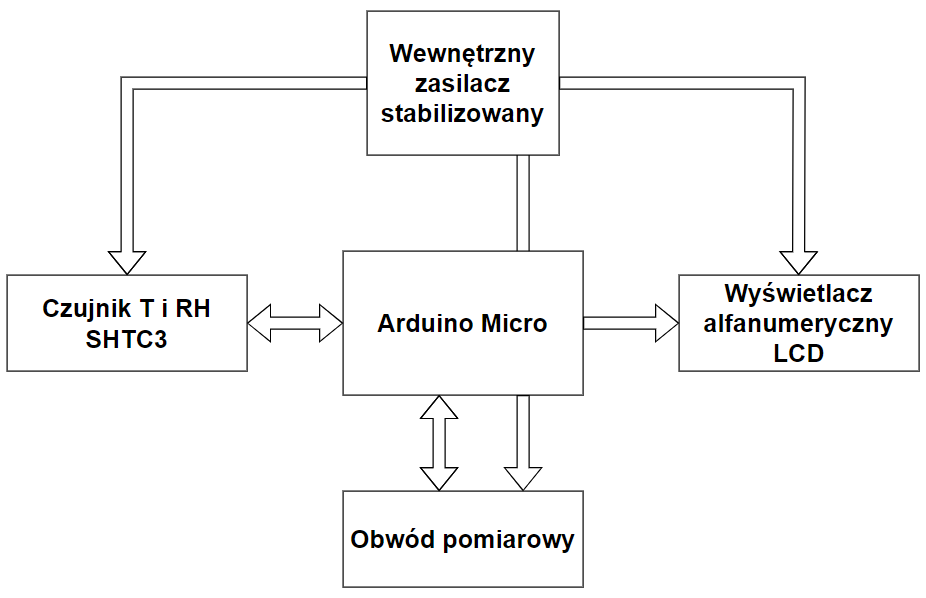 Wewnętrzny
zasilacz
stabilizowany
Czujnik T i RH
SHTC3
Arduino Micro
Wyświetlacz
alfanumeryczny
LCD
Obwód pomiarowy